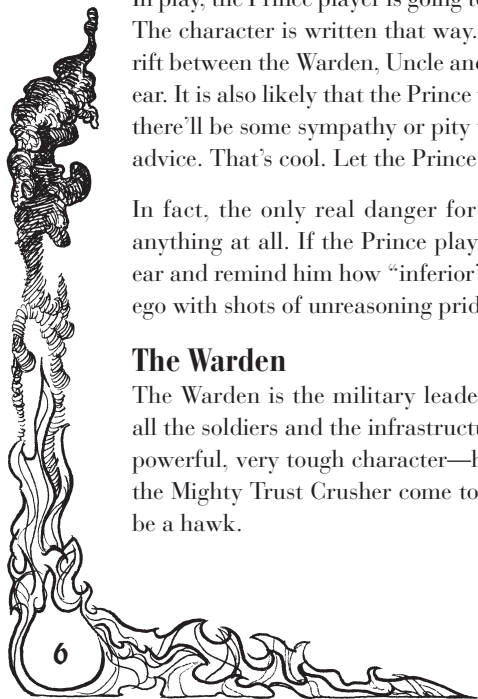 In play, the Prince player is going to
The character is written that way.
rift between the Warden, Uncle and
ear. It is also likely that the Prince
there'll be some sympathy or pity
advice. That's cool. Let the Prince
In fact, the only real danger for
anything at all. If the Prince play
ear and remind him how “inferior”
ego with shots of unreasoning prid
The Warden
The Warden is the military leade
all the soldiers and the infrastructu
powerful, very tough character—h
the Mighty Trust Crusher come to
be a hawk.
6